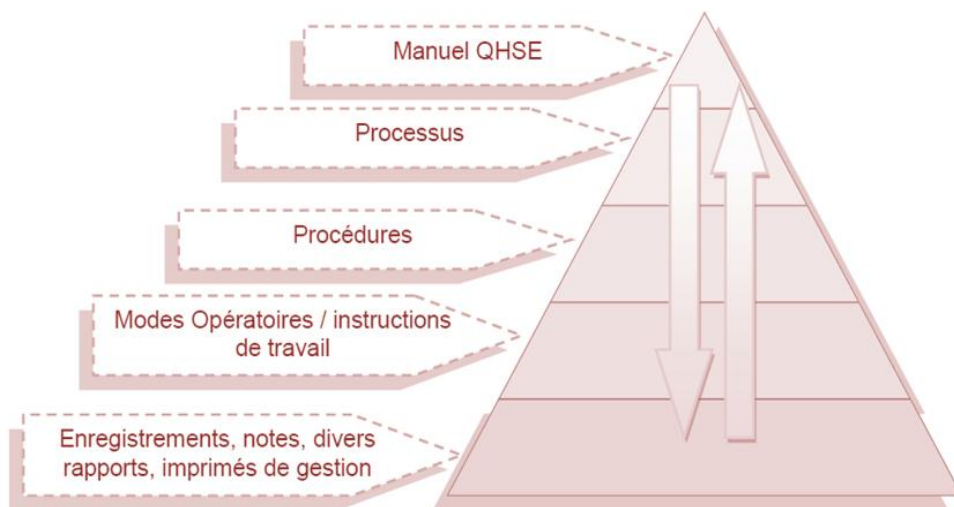 Manuel QHSE
Processus
Procédures
Modes Opératoires / instructions
de travail
Enregistrements, notes, divers
rapports, imprimés de gestion